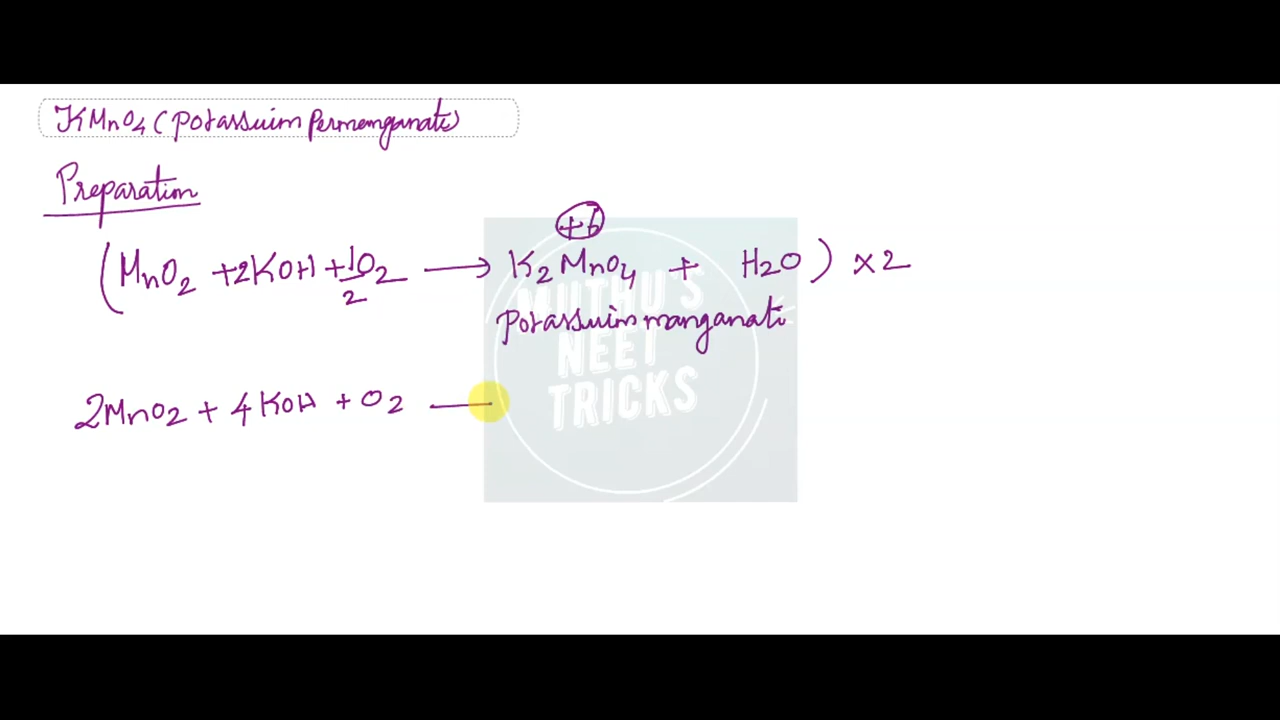 KMnO4 (Potassuim Permanganate)
Preparation
+6
(MnO2 + 2KOH + 1/2 O2 ⟶ K2MnO4 + H2O) × 2
Potassuim manganate
2MnO2 + 4KOH + O2 —
MUTHU'S
NEET
TRICKS